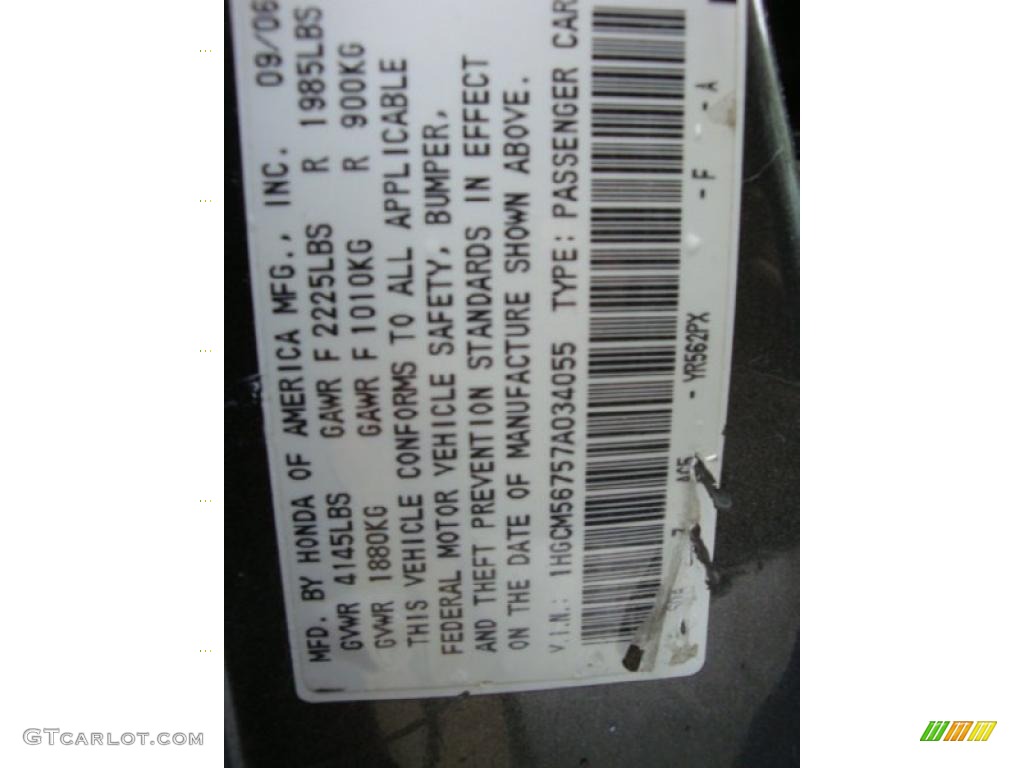 MFD. BY HONDA OF AMERICA MFG., INC. 09/06
GVWR 4145LBS GAWR F 2225LBS R 1985LBS
GVWR 1880KG GAWR F 1010KG R 900KG
THIS VEHICLE CONFORMS TO ALL APPLICABLE
FEDERAL MOTOR VEHICLE SAFETY, BUMPER,
AND THEFT PREVENTION STANDARDS IN EFFECT
ON THE DATE OF MANUFACTURE SHOWN ABOVE.
V.I.N.: 1HGCM56757A034055 TYPE: PASSENGER CAR
- YR562PX - F - A
GTCarLot.com